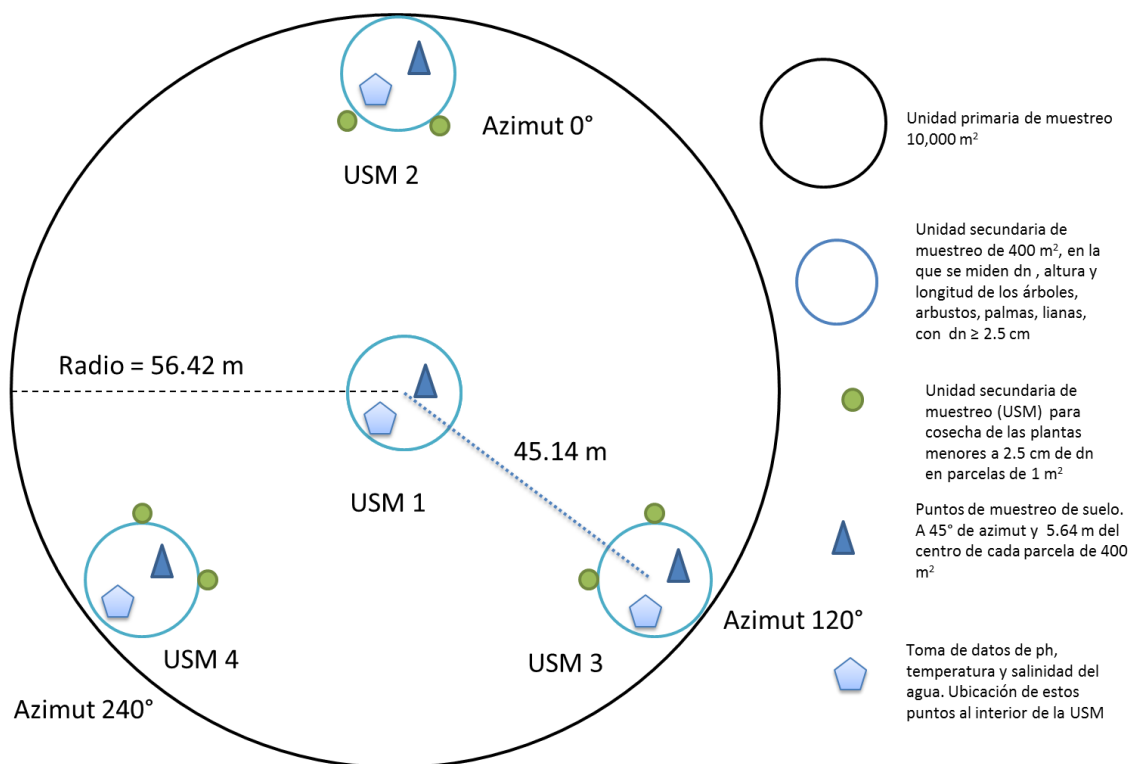 Azimut 0°
USM 2
Radio = 56.42 m
45.14 m
USM 1
USM 4
USM 3
Azimut 120°
Azimut 240°
Unidad primaria de muestreo
10,000 m²
Unidad secundaria de
muestreo de 400 m², en la
que se miden dn , altura y
longitud de los árboles,
arbustos, palmas, lianas,
con dn ≥ 2.5 cm
Unidad secundaria de
muestreo (USM) para
cosecha de las plantas
menores a 2.5 cm de dn
en parcelas de 1 m²
Puntos de muestreo de suelo.
A 45° de azimut y 5.64 m del
centro de cada parcela de 400
m²
Toma de datos de ph,
temperatura y salinidad del
agua. Ubicación de estos
puntos al interior de la USM